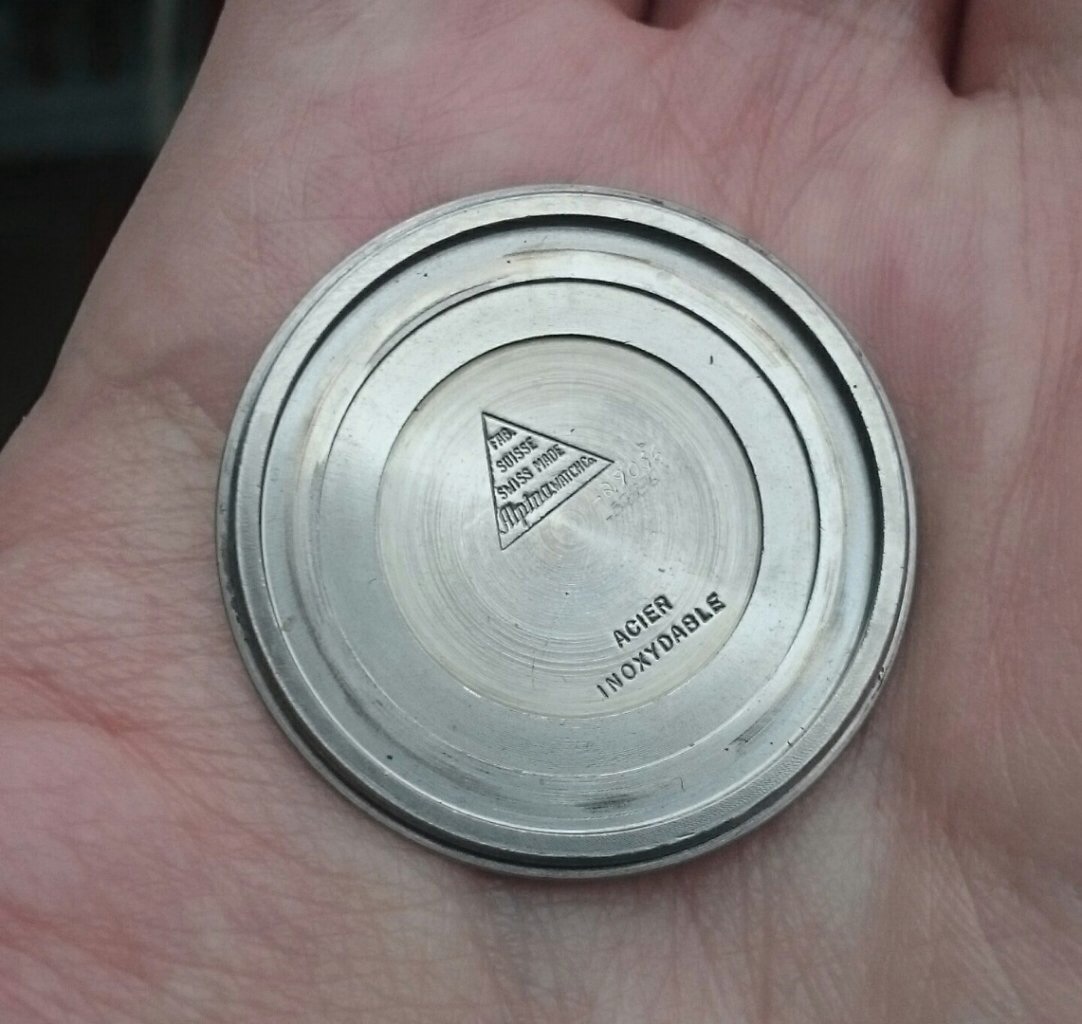 FAB.
SUISSE
SWISS MADE
Alpina WATCH Co.
ACIER
INOXYDABLE